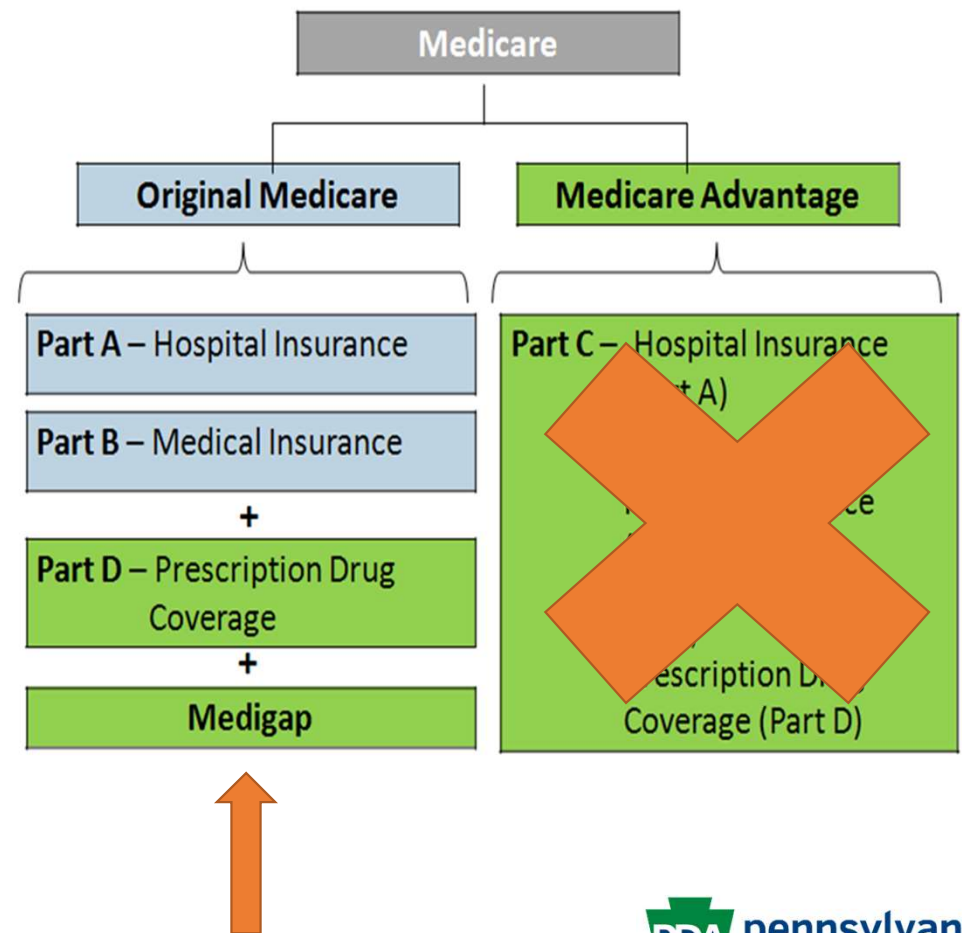 Medicare
Original Medicare
Medicare Advantage
Part A – Hospital Insurance
Part B – Medical Insurance
+
Part D – Prescription Drug
Coverage
+
Medigap
Part C – Hospital Insurance
A)
Coverage (Part D)
PDA